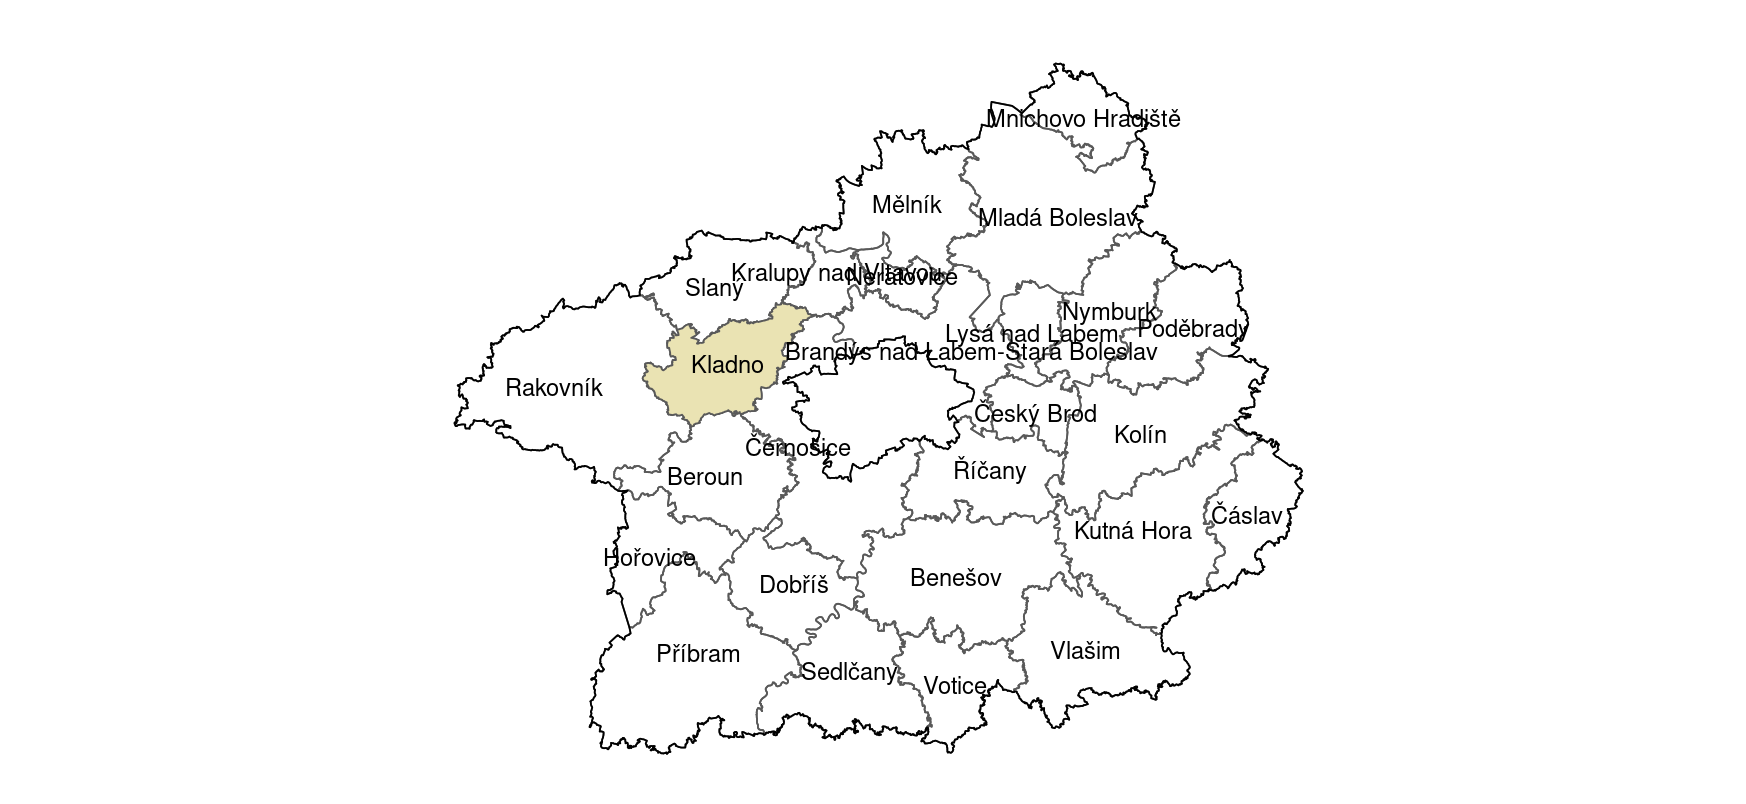 Mnichovo Hradiště
Mělník
Mladá Boleslav
Kralupy nad Vltavou
Neratovice
Slaný
Nymburk
Poděbrady
Lysá nad Labem
Brandýs nad Labem-Stará Boleslav
Kladno
Rakovník
Český Brod
Kolín
Černošice
Říčany
Beroun
Čáslav
Kutná Hora
Hořovice
Benešov
Dobříš
Vlašim
Příbram
Sedlčany
Votice